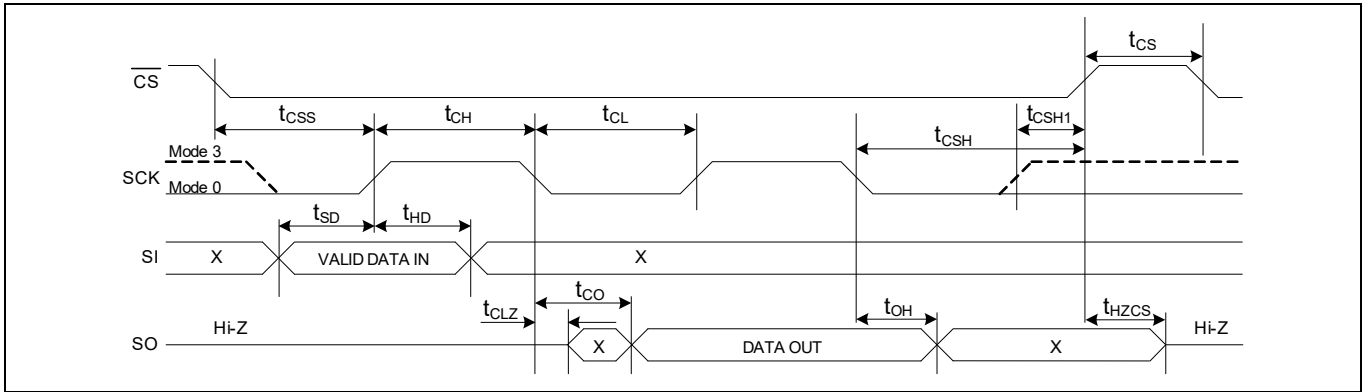 tCS
CS
tCSS tCH tCL tCSH1
tCSH
Mode 3
SCK
Mode 0
tSD tHD
SI X VALID DATA IN X
tCO
tCLZ tOH tHZCS
Hi-Z Hi-Z
SO X DATA OUT X